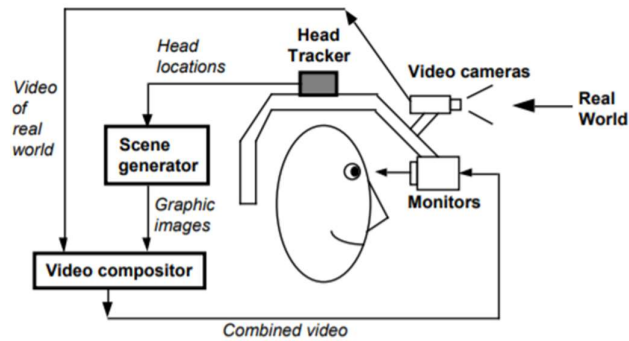 Head
Tracker
Head
locations
Video cameras
Video
of
real
world
Real
World
Scene
generator
Monitors
Graphic
images
Video compositor
Combined video